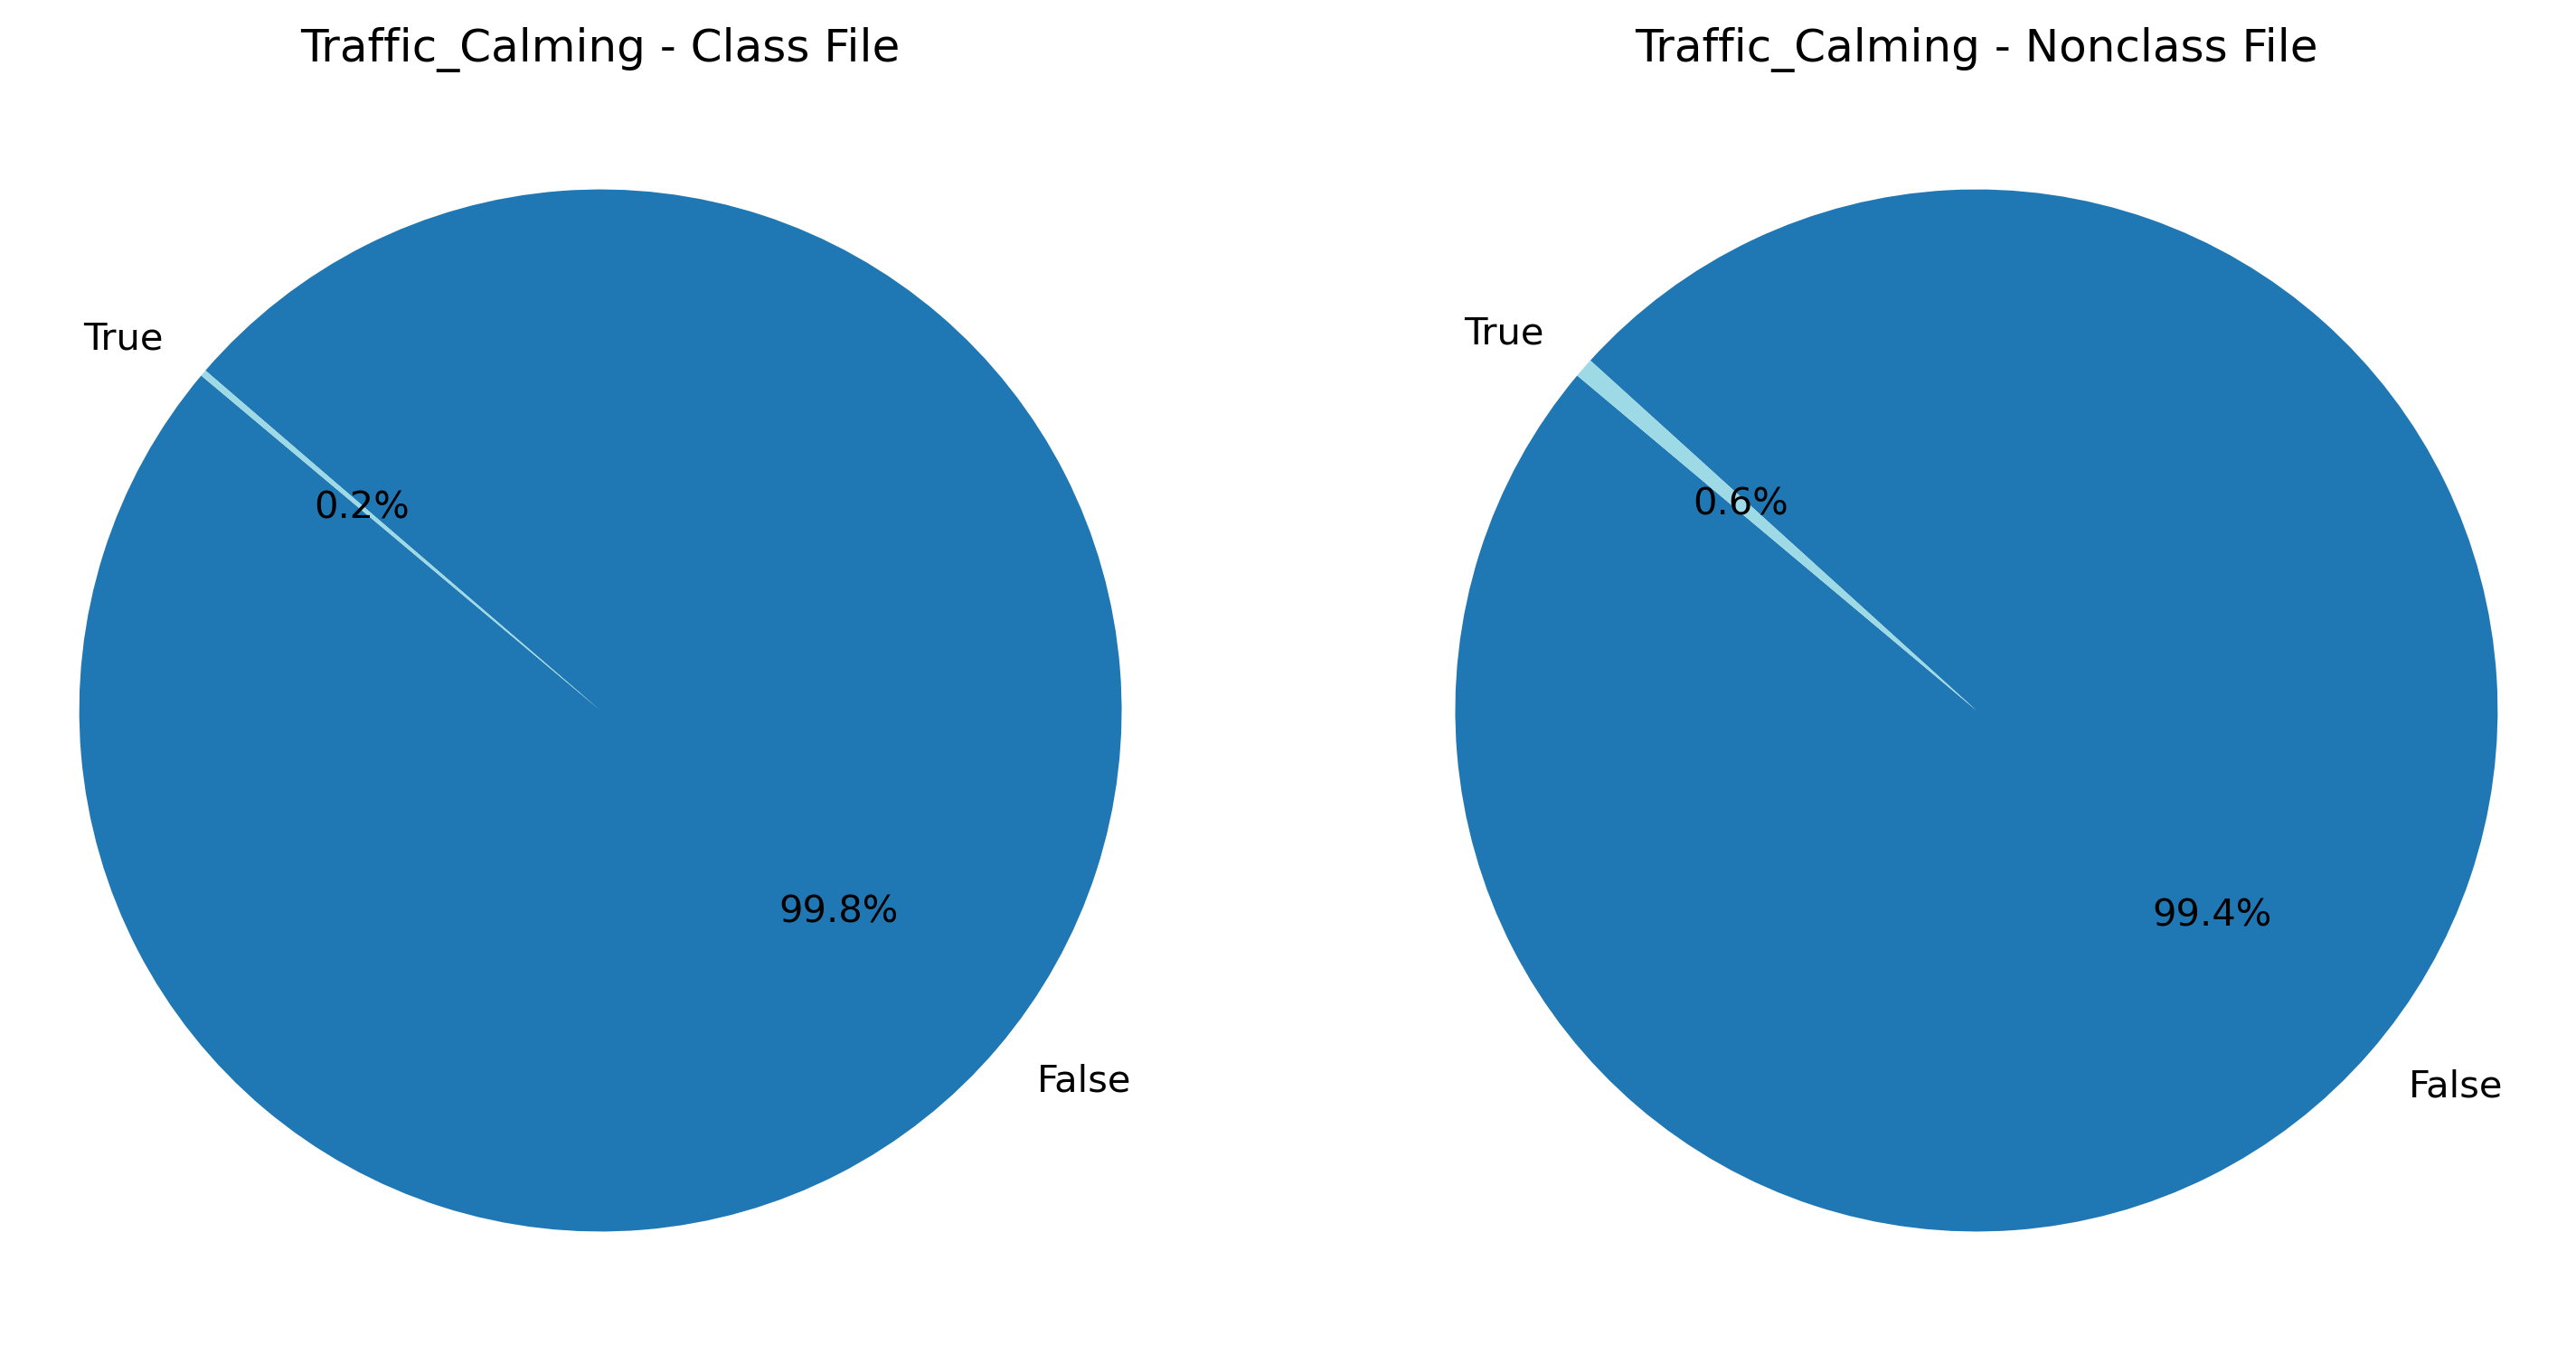 Traffic_Calming - Class File
True
0.2%
99.8%
False
Traffic_Calming - Nonclass File
True
0.6%
99.4%
False